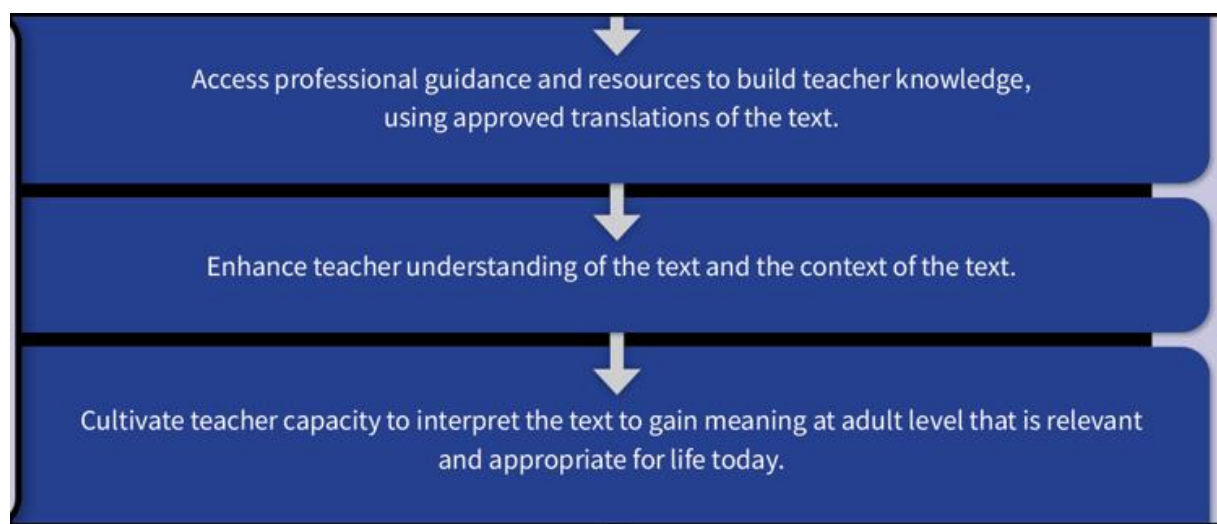 Access professional guidance and resources to build teacher knowledge,
using approved translations of the text.
Enhance teacher understanding of the text and the context of the text.
Cultivate teacher capacity to interpret the text to gain meaning at adult level that is relevant
and appropriate for life today.